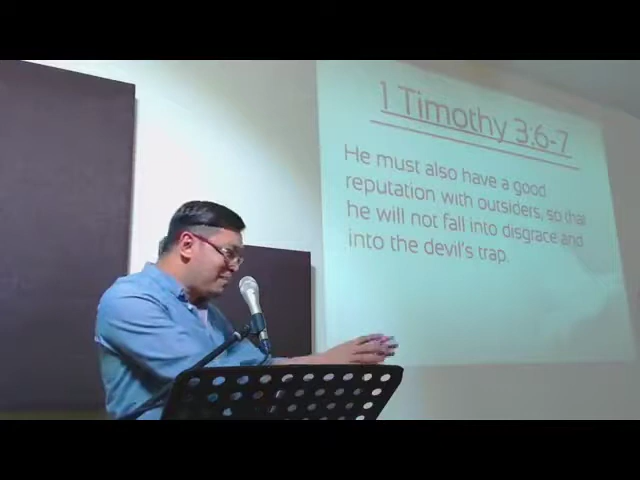 1 Timothy 3:6-7
He must also have a good
reputation with outsiders, so that
he will not fall into disgrace and
into the devil's trap.